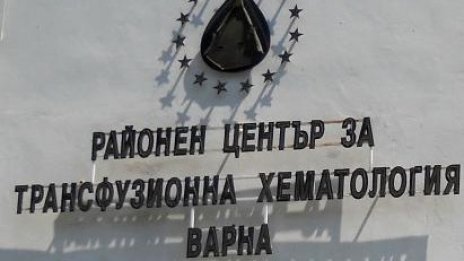 РАЙОНЕН ЦЕНТЪР ЗА
ТРАНСФУЗИОННА ХЕМАТОЛОГИЯ
ВАРНА